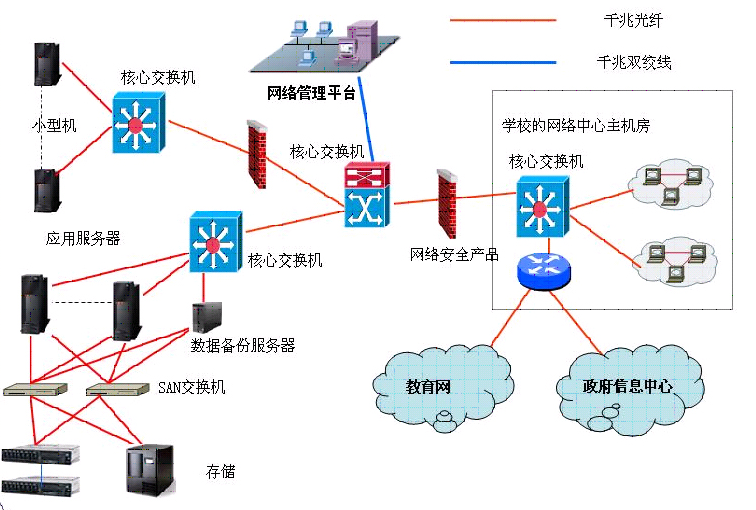 千兆光纤
千兆双绞线
核心交换机
网络管理平台
小型机
核心交换机
学校的网络中心主机房
核心交换机
应用服务器
核心交换机
网络安全产品
数据备份服务器
SAN交换机
教育网
政府信息中心
存储